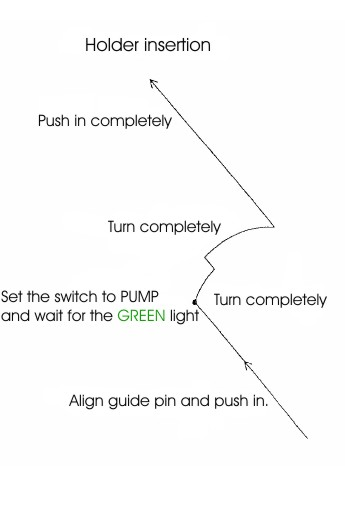 Holder insertion
Push in completely
Turn completely
Set the switch to PUMP
and wait for the GREEN light
Turn completely
Align guide pin and push in.